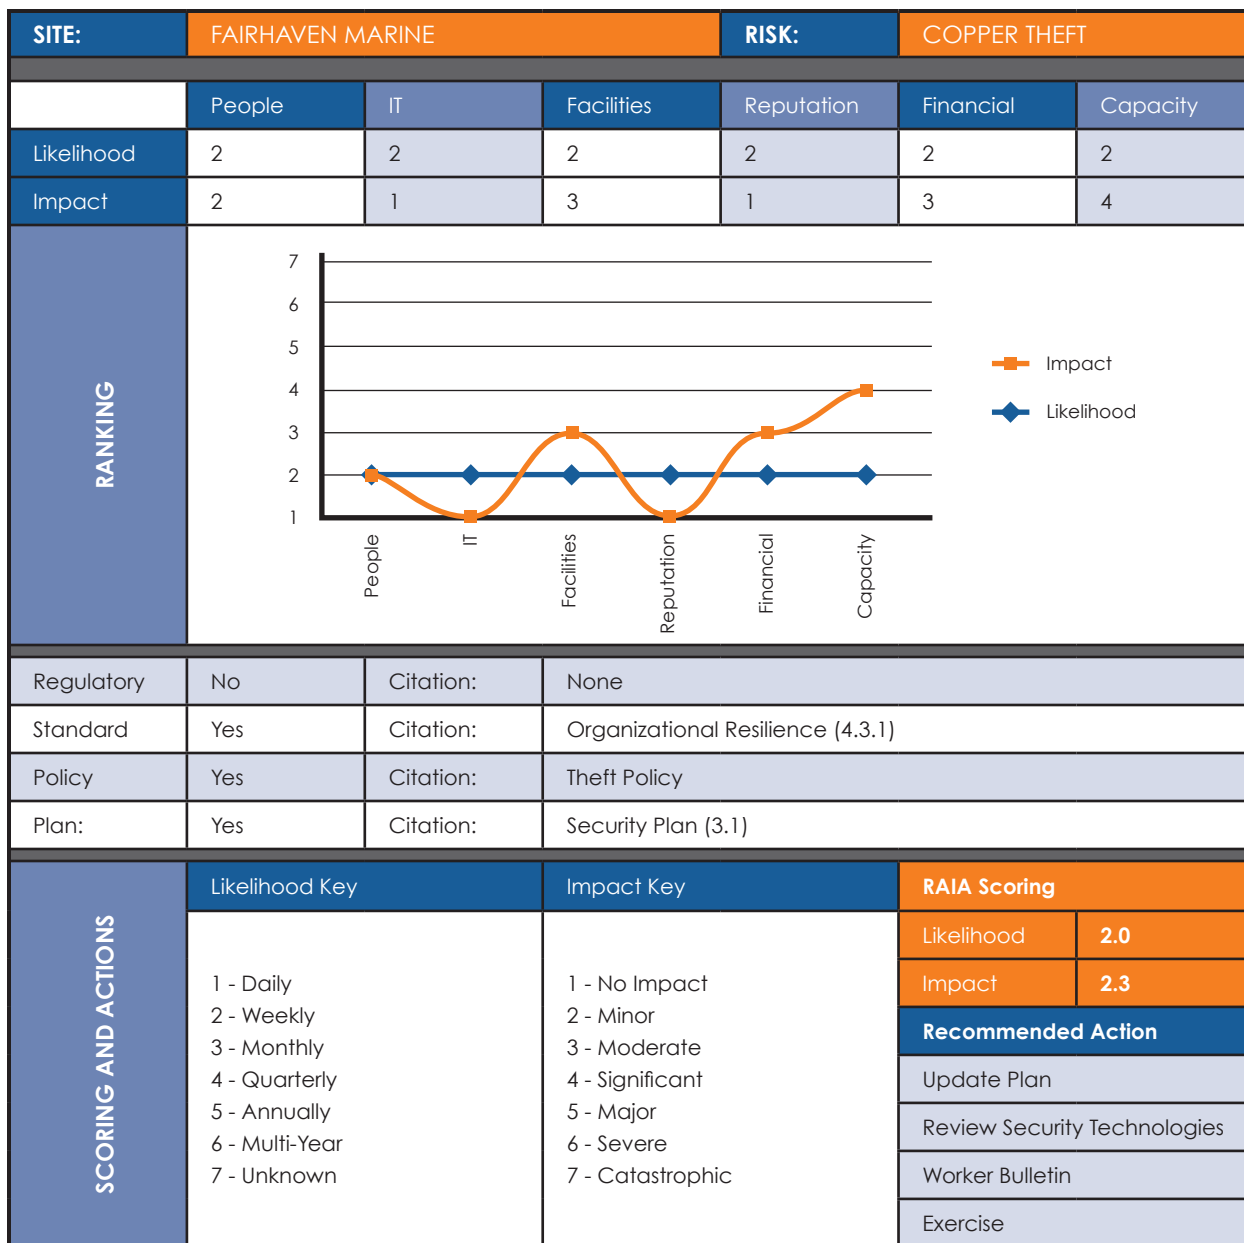 SITE: FAIRHAVEN MARINE RISK: COPPER THEFT
People IT Facilities Reputation Financial Capacity
Likelihood 2 2 2 2 2 2
Impact 2 1 3 1 3 4
RANKING
7
6
5
4
3
2
1
People IT Facilities Reputation Financial Capacity
Impact
Likelihood
Regulatory No Citation: None
Standard Yes Citation: Organizational Resilience (4.3.1)
Policy Yes Citation: Theft Policy
Plan: Yes Citation: Security Plan (3.1)
SCORING AND ACTIONS
Likelihood Key
1 - Daily
2 - Weekly
3 - Monthly
4 - Quarterly
5 - Annually
6 - Multi-Year
7 - Unknown
Impact Key
1 - No Impact
2 - Minor
3 - Moderate
4 - Significant
5 - Major
6 - Severe
7 - Catastrophic
RAIA Scoring
Likelihood 2.0
Impact 2.3
Recommended Action
Update Plan
Review Security Technologies
Worker Bulletin
Exercise